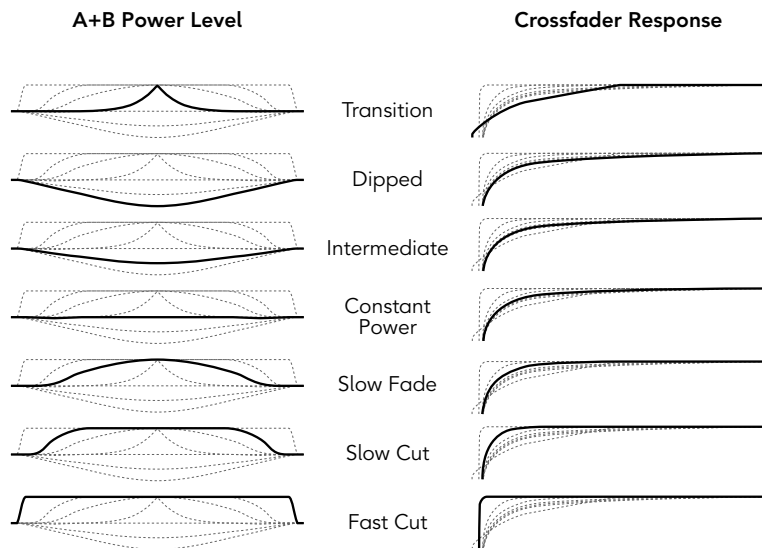 A+B Power Level
Crossfader Response
Transition
Dipped
Intermediate
Constant
Power
Slow Fade
Slow Cut
Fast Cut